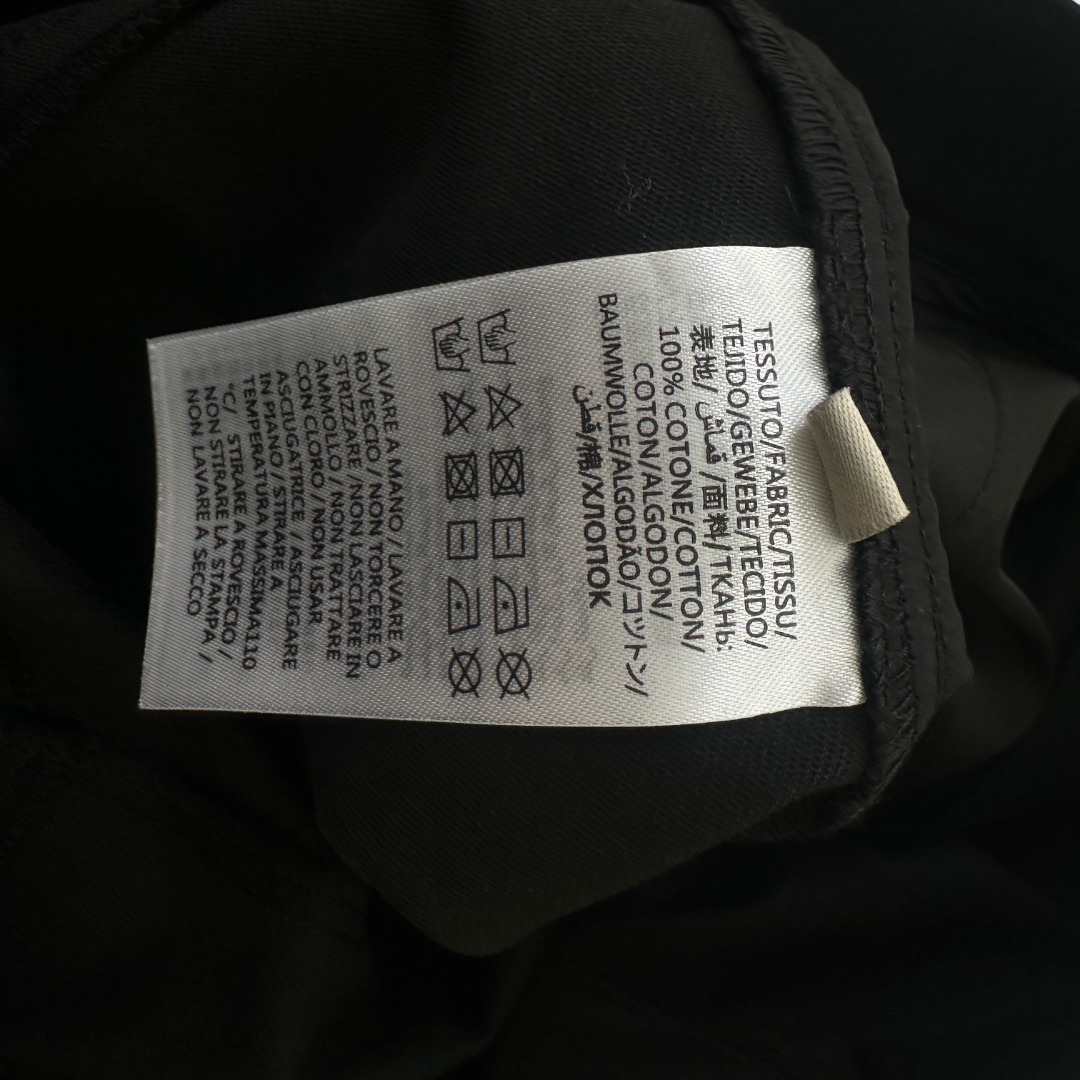 TESSUTO/FABRIC/TISSU/
TEJIDO/GEWEBE/TECIDO/
表地/ قماش /面料/ТКАНЬ:
100% COTONE/COTTON/
COTON/ALGODON/
BAUMWOLLE/ALGODÃO/コットン/
قطن/棉/ХЛОПОК
LAVARE A MANO / LAVARE A
ROVESCIO / NON TORCERE O
STRIZZARE /NON LASCIARE IN
AMMOLLO / NON TRATTARE
CON CLORO / NON USAR
ASCIUGATRICE / ASCIUGARE
IN PIANO / STIRARE A
TEMPERATURA MASSIMA110
°C/ STIRARE A ROVESCIO /
NON STIRARE LA STAMPA /
NON LAVARE A SECCO